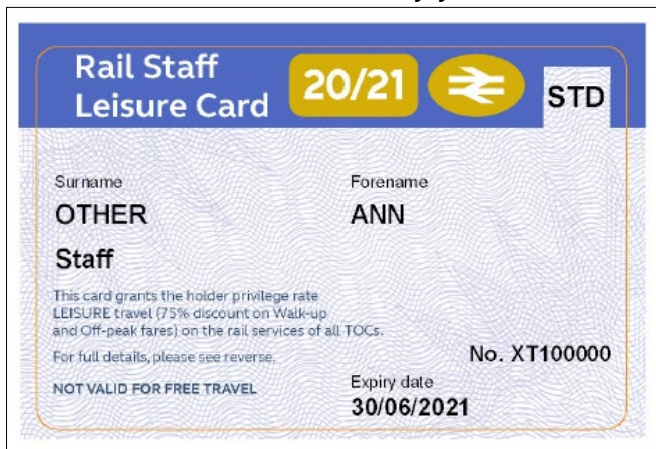 Rail Staff
Leisure Card
20/21
STD
Surname
Forename
OTHER
ANN
Staff
This card grants the holder privilege rate
LEISURE travel (75% discount on Walk-up
and Off-peak fares) on the rail services of all TOCs.
For full details, please see reverse.
No. XT100000
NOT VALID FOR FREE TRAVEL
Expiry date
30/06/2021